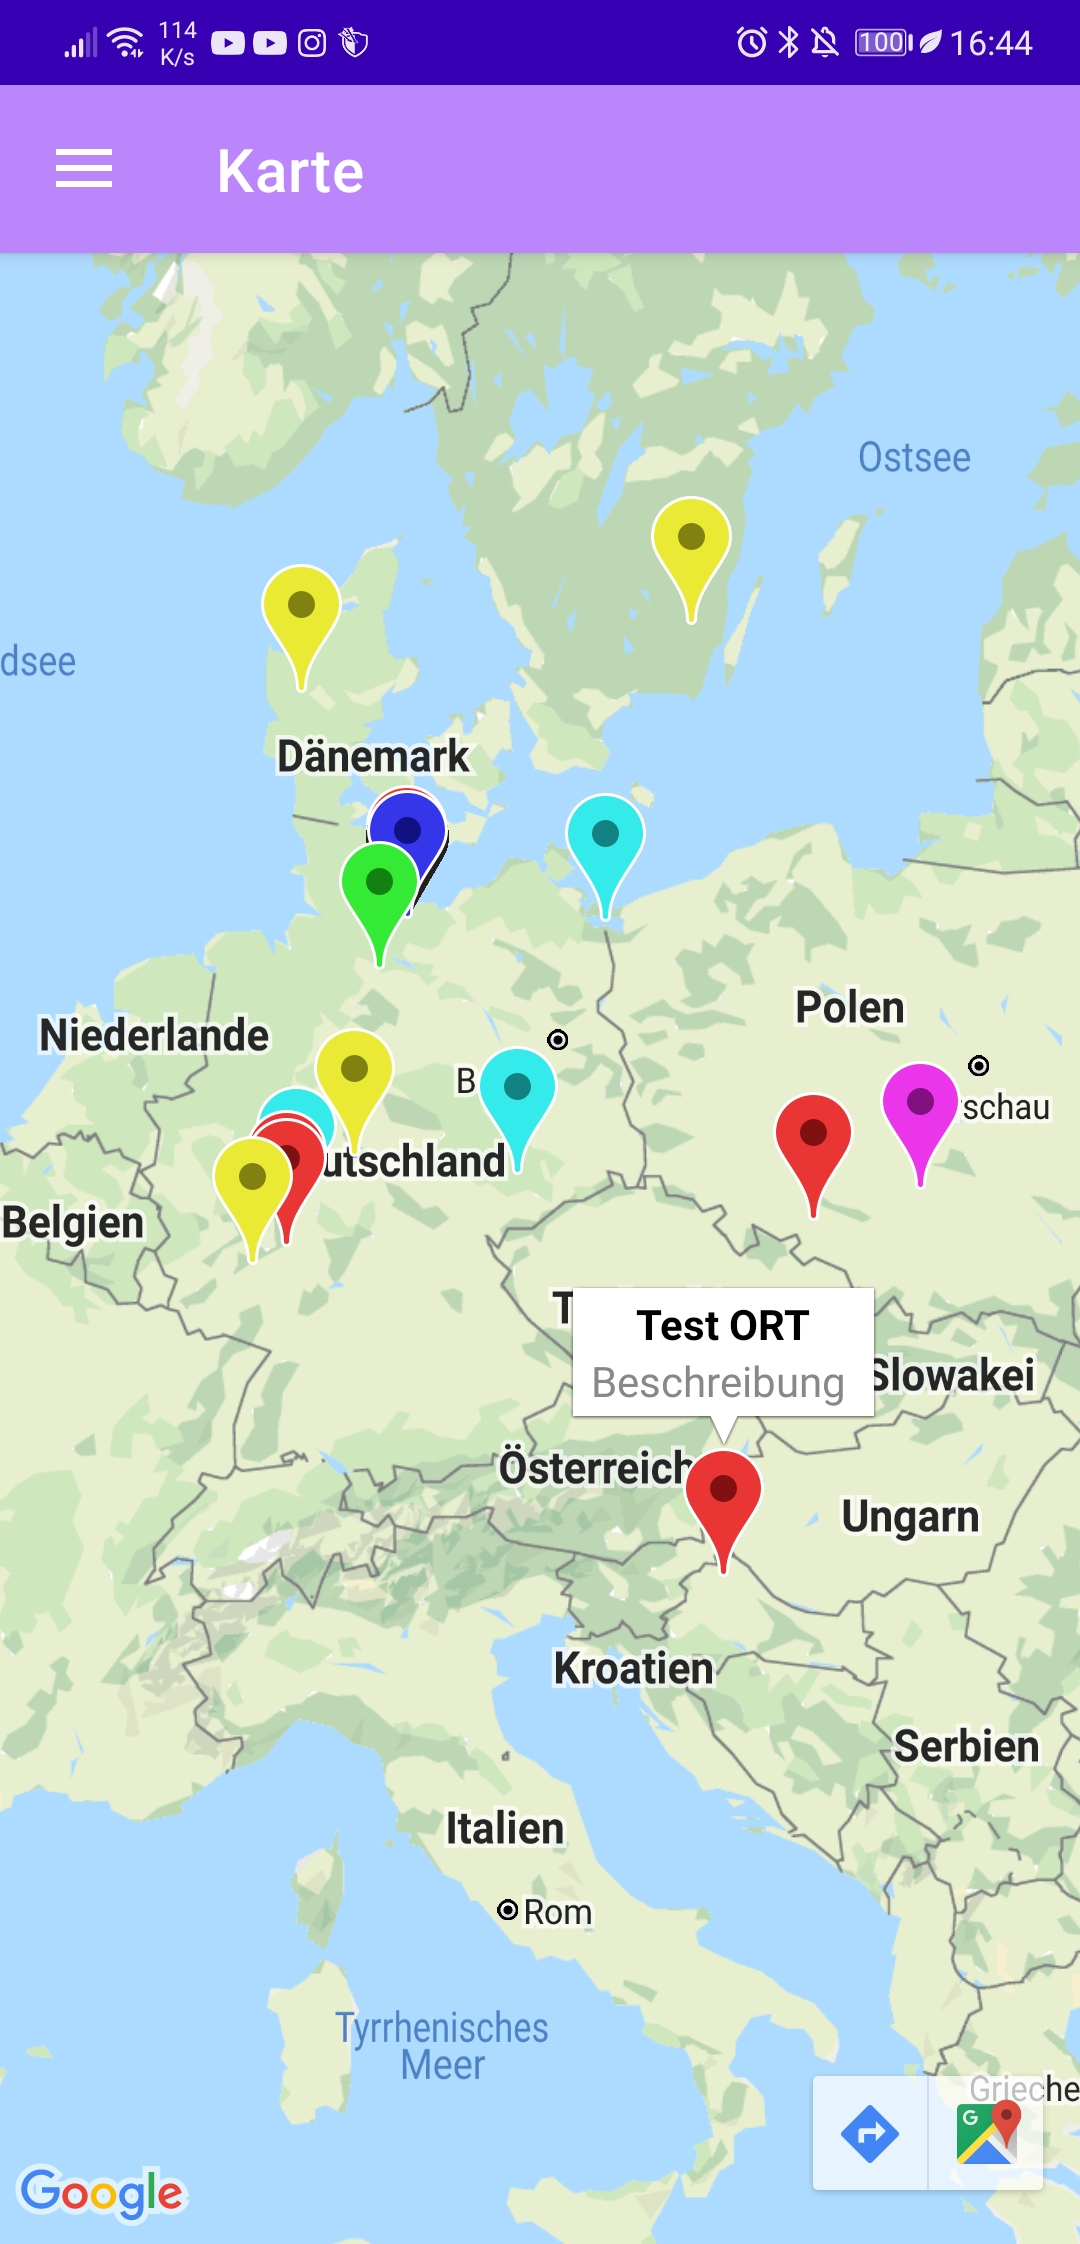 114
K/s
100
16:44
Karte
Ostsee
dsee
Dänemark
Polen
Niederlande
B
schau
utschland
Belgien
T
Test ORT
Beschreibung
Slowakei
Österreich
Ungarn
Kroatien
Serbien
Italien
Rom
Tyrrhenisches
Meer
Grieche
G
Google